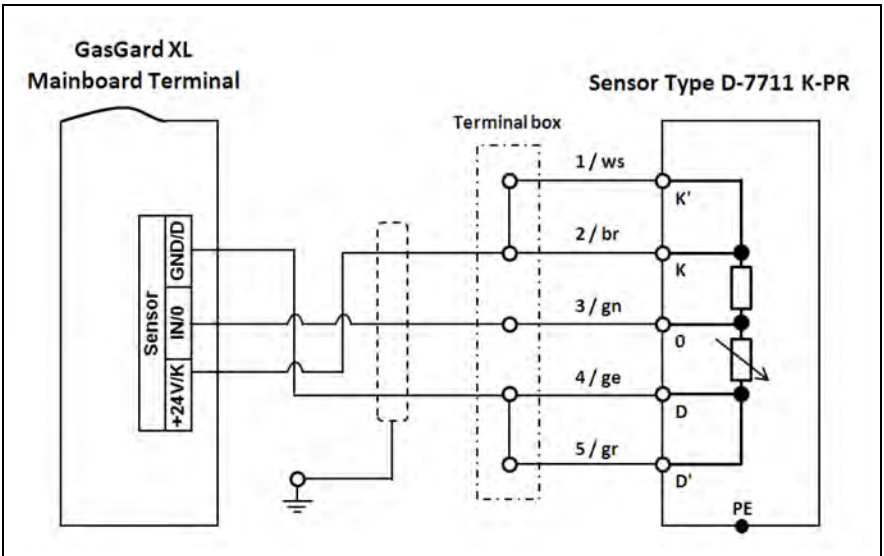 GasGard XL
Mainboard Terminal
Sensor Type D-7711 K-PR
Terminal box
1 / ws
K'
2 / br
K
3 / gn
0
4 / ge
D
5 / gr
D'
PE
Sensor
GND/D
IN/0
+24V/K